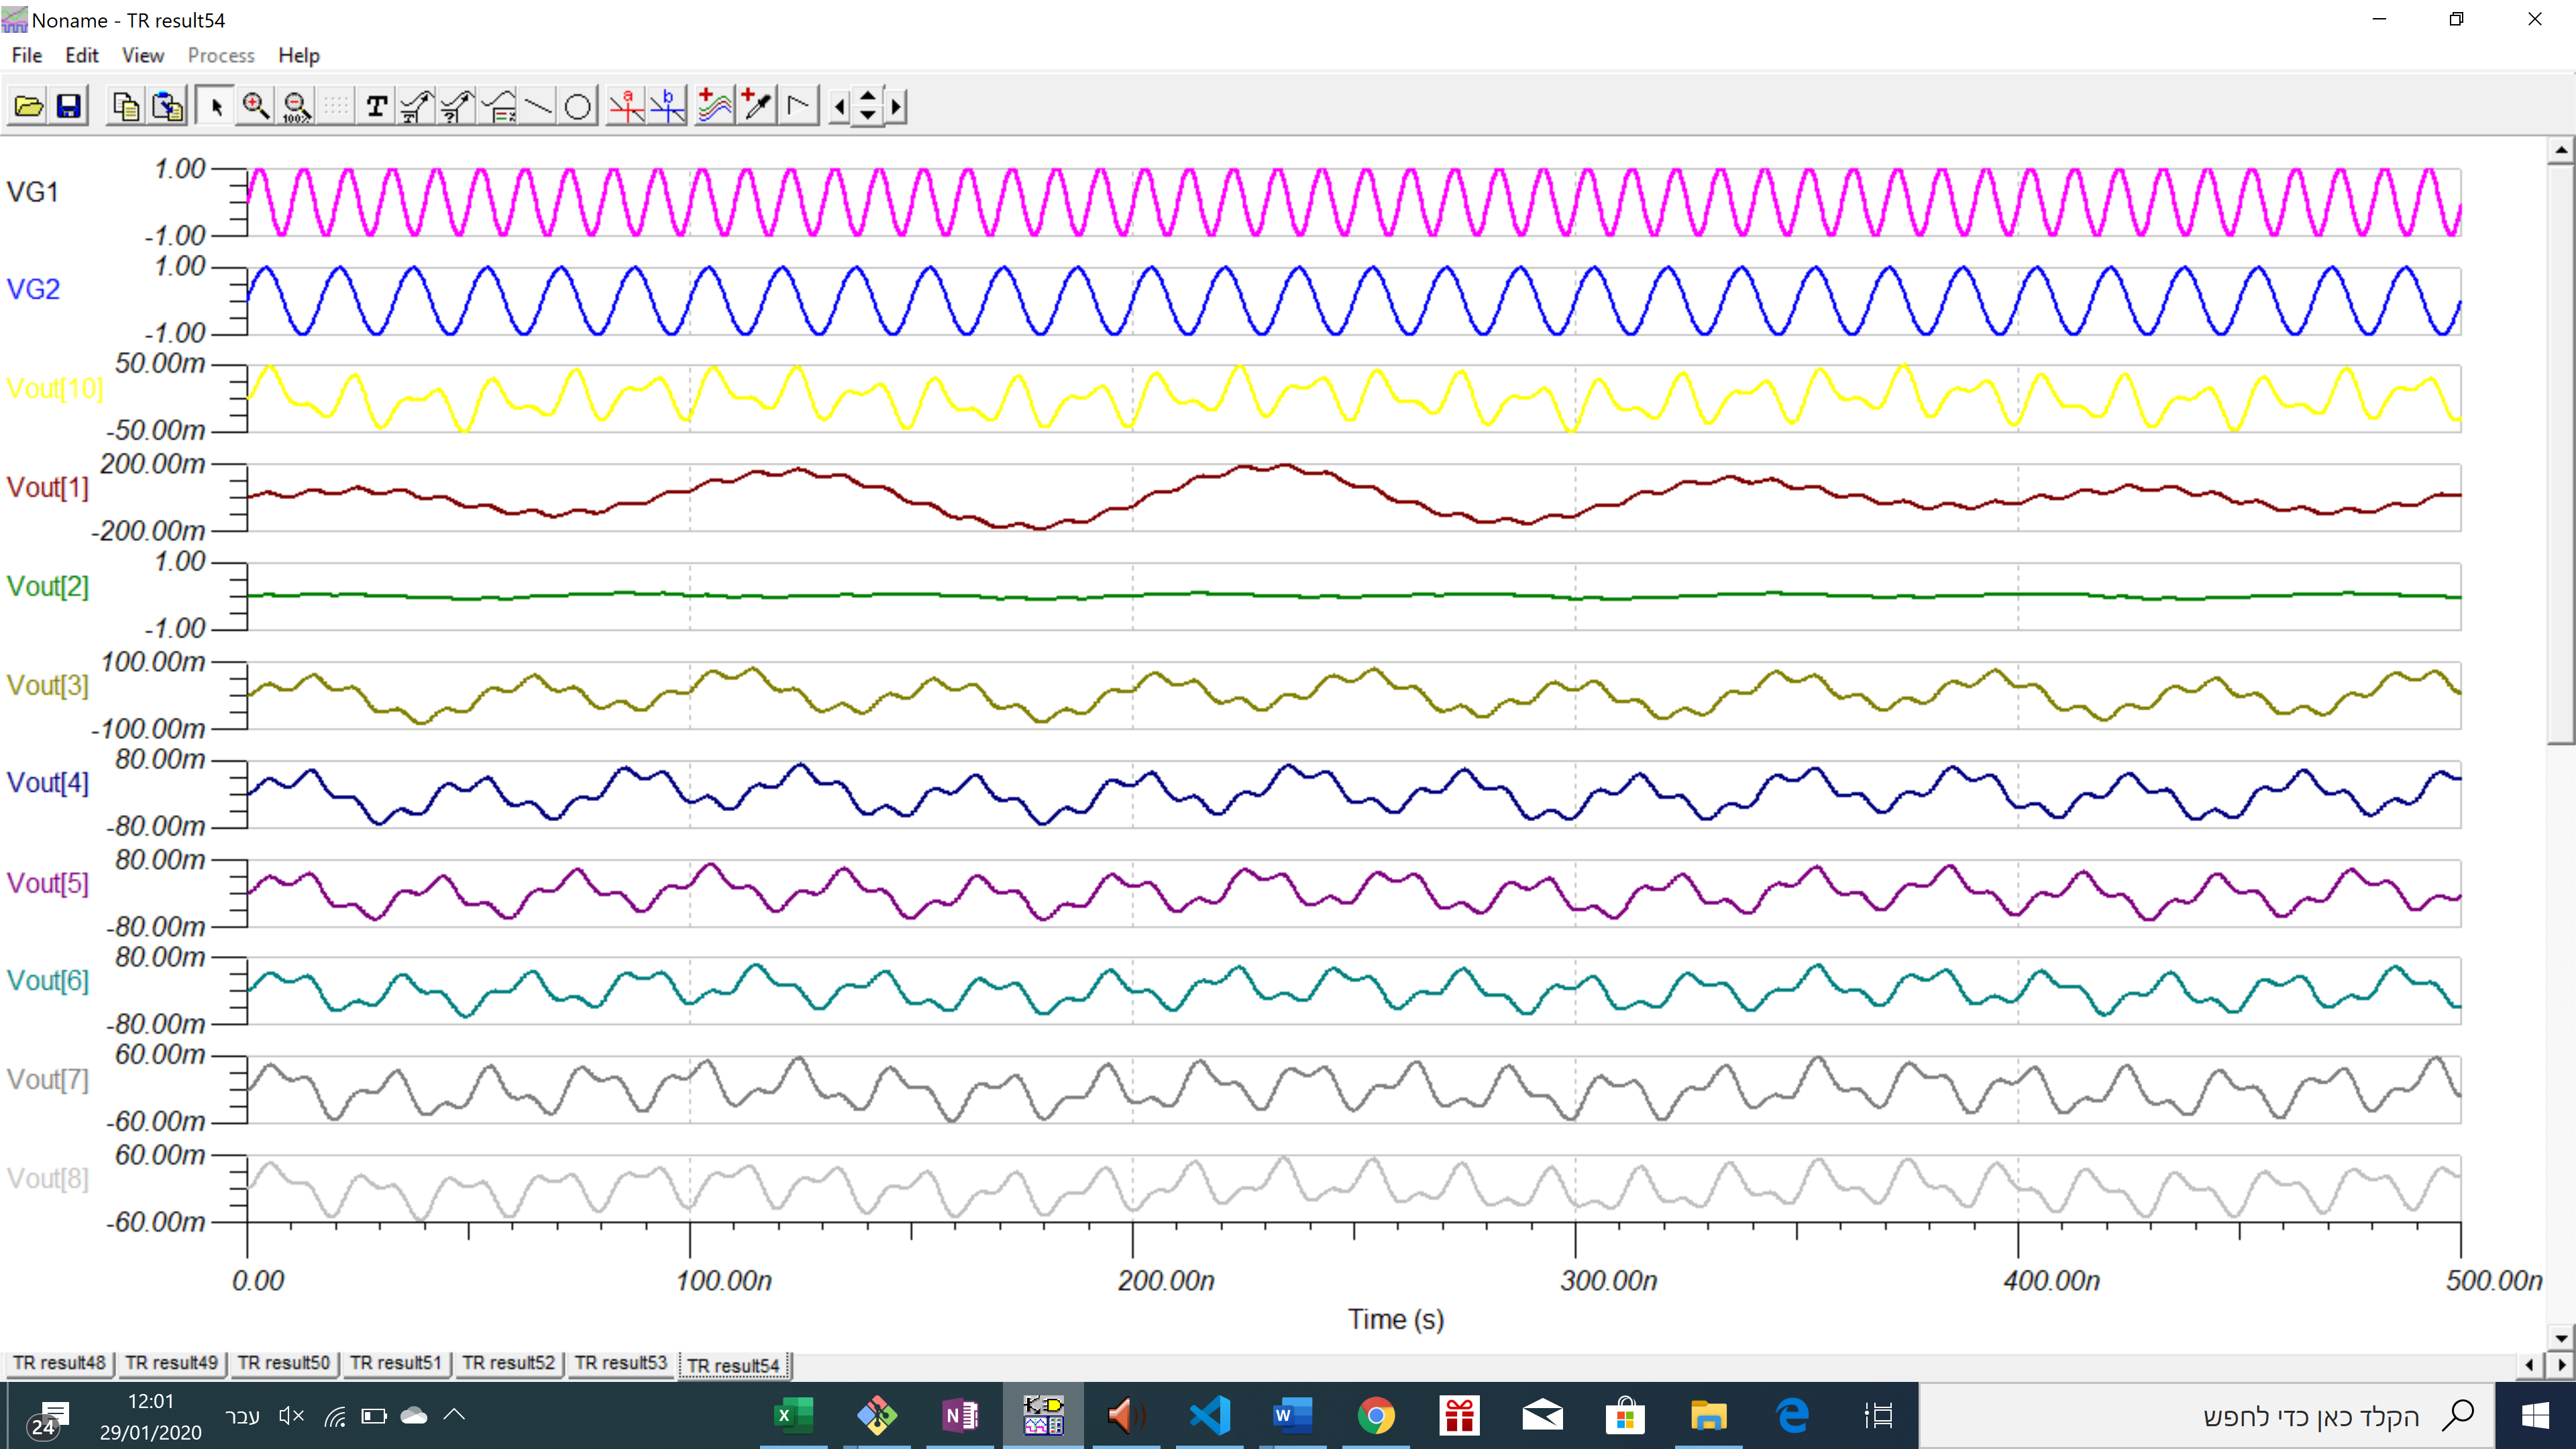 Noname - TR result54
File Edit View Process Help
T 100% T ? a b
VG1 1.00
-1.00
VG2 1.00
-1.00
Vout[10] 50.00m
-50.00m
Vout[1] 200.00m
-200.00m
Vout[2] 1.00
-1.00
Vout[3] 100.00m
-100.00m
Vout[4] 80.00m
-80.00m
Vout[5] 80.00m
-80.00m
Vout[6] 80.00m
-80.00m
Vout[7] 60.00m
-60.00m
Vout[8] 60.00m
-60.00m
0.00 100.00n 200.00n 300.00n 400.00n 500.00n
Time (s)
TR result48 TR result49 TR result50 TR result51 TR result52 TR result53 TR result54
24
12:01
29/01/2020
עבר
X N W
הקלד כאן כדי לחפש